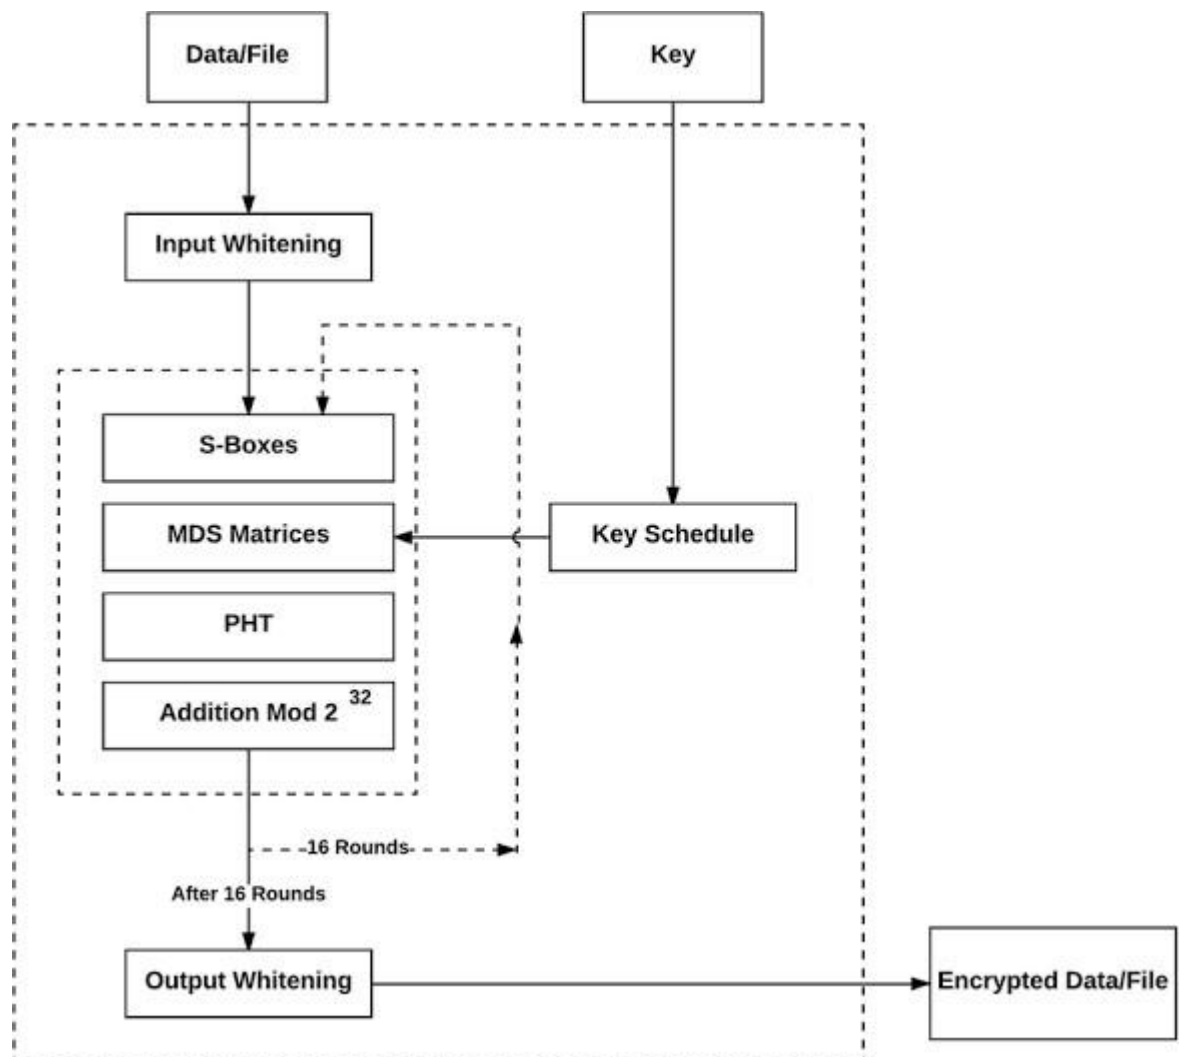 Data/File
Key
Input Whitening
S-Boxes
MDS Matrices
Key Schedule
PHT
Addition Mod 2 32
16 Rounds
After 16 Rounds
Output Whitening
Encrypted Data/File